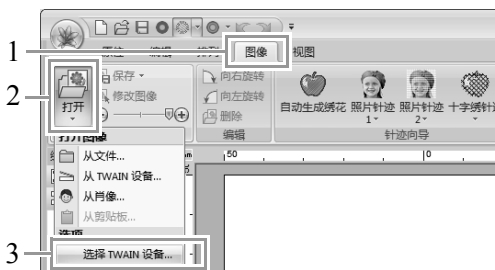 1
图像
视图
2
打开
保存
修改图像
向右旋转
向左旋转
删除
编辑
自动生成绣花
照片针迹 1
照片针迹 2
十字绣针迹
针迹向导
打开图像
从文件...
从 TWAIN 设备...
从肖像...
从剪贴板...
选项
3
选择 TWAIN 设备...
50
0